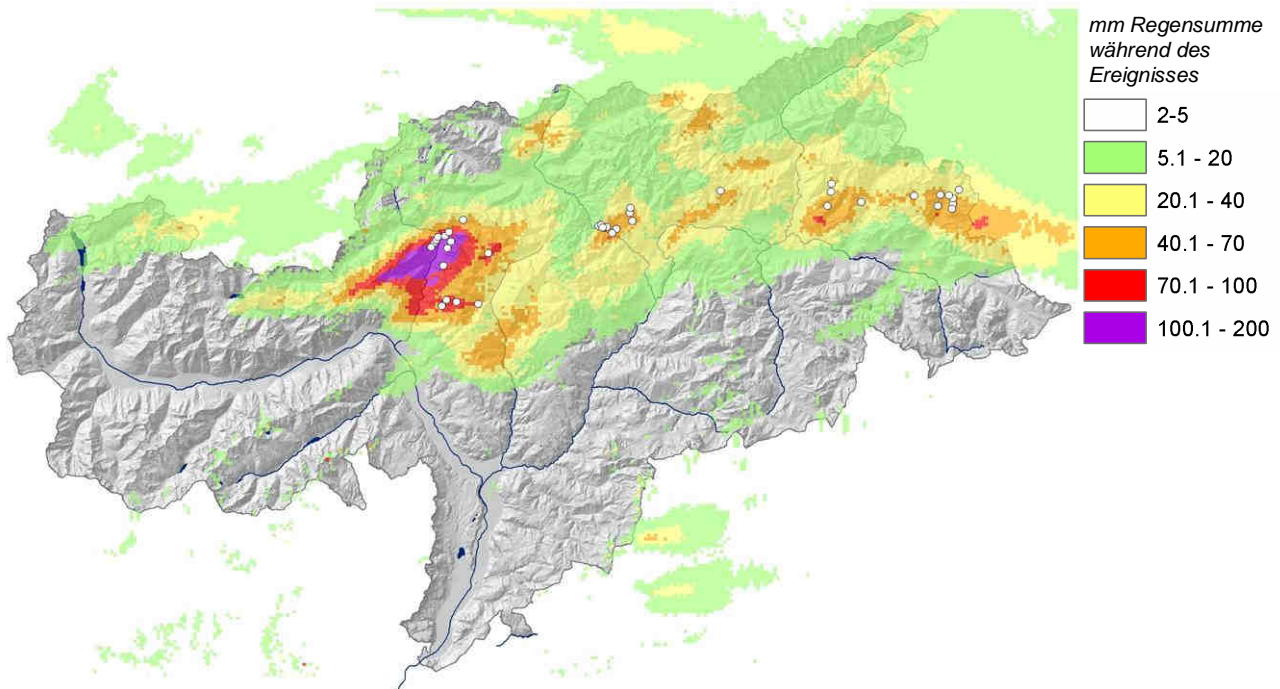 mm Regensumme
während des
Ereignisses
2-5
5.1 - 20
20.1 - 40
40.1 - 70
70.1 - 100
100.1 - 200